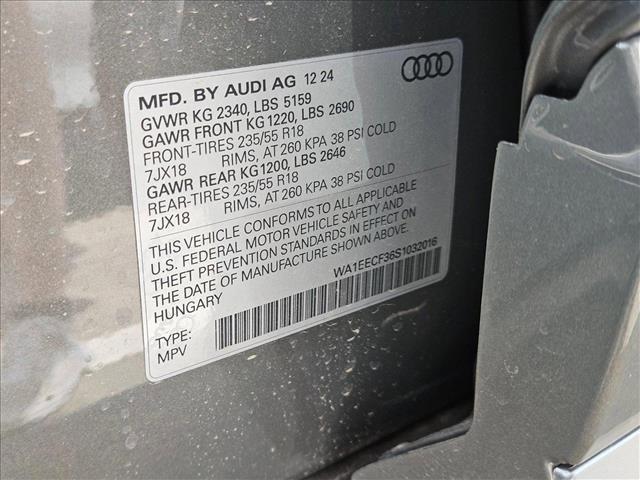 MFD. BY AUDI AG 12 24
GVWR KG 2340, LBS 5159
GAWR FRONT KG 1220, LBS 2690
FRONT-TIRES 235/55 R18
7JX18 RIMS, AT 260 KPA 38 PSI COLD
GAWR REAR KG 1200, LBS 2646
REAR-TIRES 235/55 R18
7JX18 RIMS, AT 260 KPA 38 PSI COLD
THIS VEHICLE CONFORMS TO ALL APPLICABLE
U.S. FEDERAL MOTOR VEHICLE SAFETY AND
THEFT PREVENTION STANDARDS IN EFFECT ON
THE DATE OF MANUFACTURE SHOWN ABOVE.
HUNGARY
WA1EECF36S1032016
TYPE:
MPV